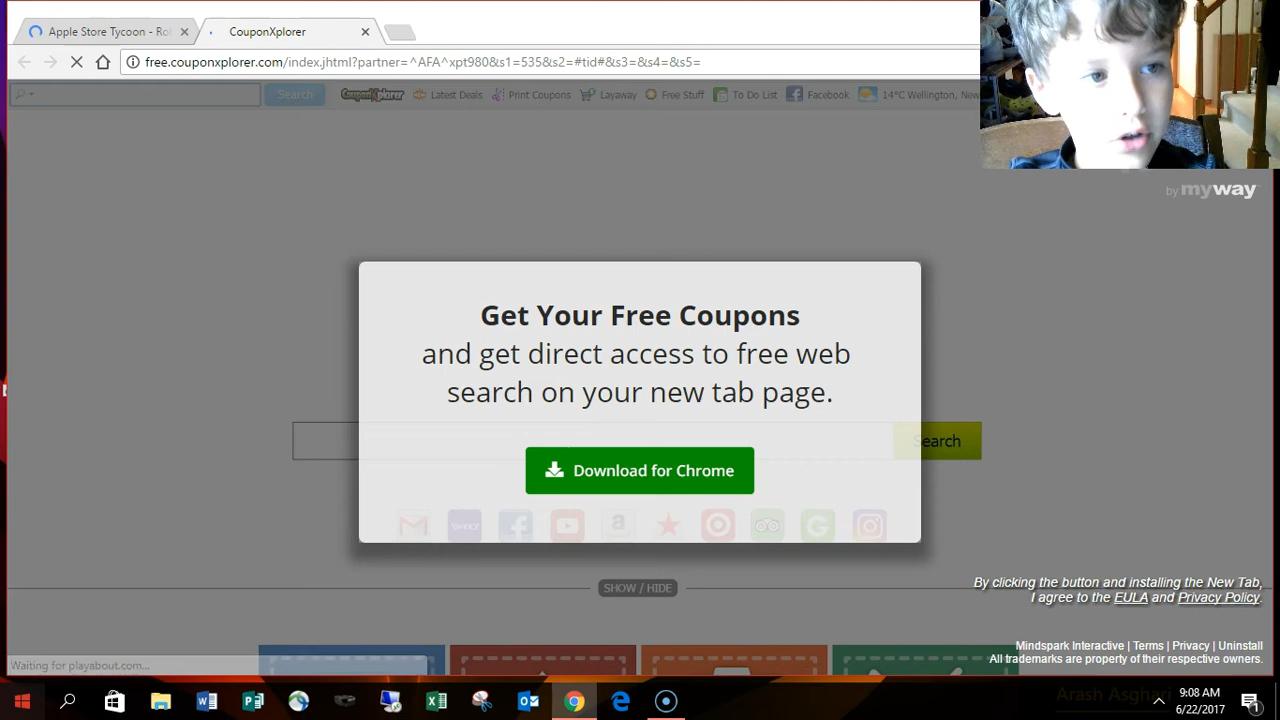 Apple Store Tycoon - Rol
CouponXplorer
free.couponxplorer.com/index.jhtml?partner=^AFA^xpt980&s1=535&s2=#tid#&s3=&s4=&s5=
Search CouponXplorer Latest Deals Print Coupons Layaway Free Stuff To Do List Facebook 14°C Wellington, New
by myway
Get Your Free Coupons
and get direct access to free web
search on your new tab page.
Search
Download for Chrome
YAHOO!
SHOW / HIDE
By clicking the button and installing the New Tab,
I agree to the EULA and Privacy Policy.
Mindspark Interactive | Terms | Privacy | Uninstall
All trademarks are property of their respective owners.
Waiting for playabout.com...
Arash Asghari
9:08 AM
6/22/2017